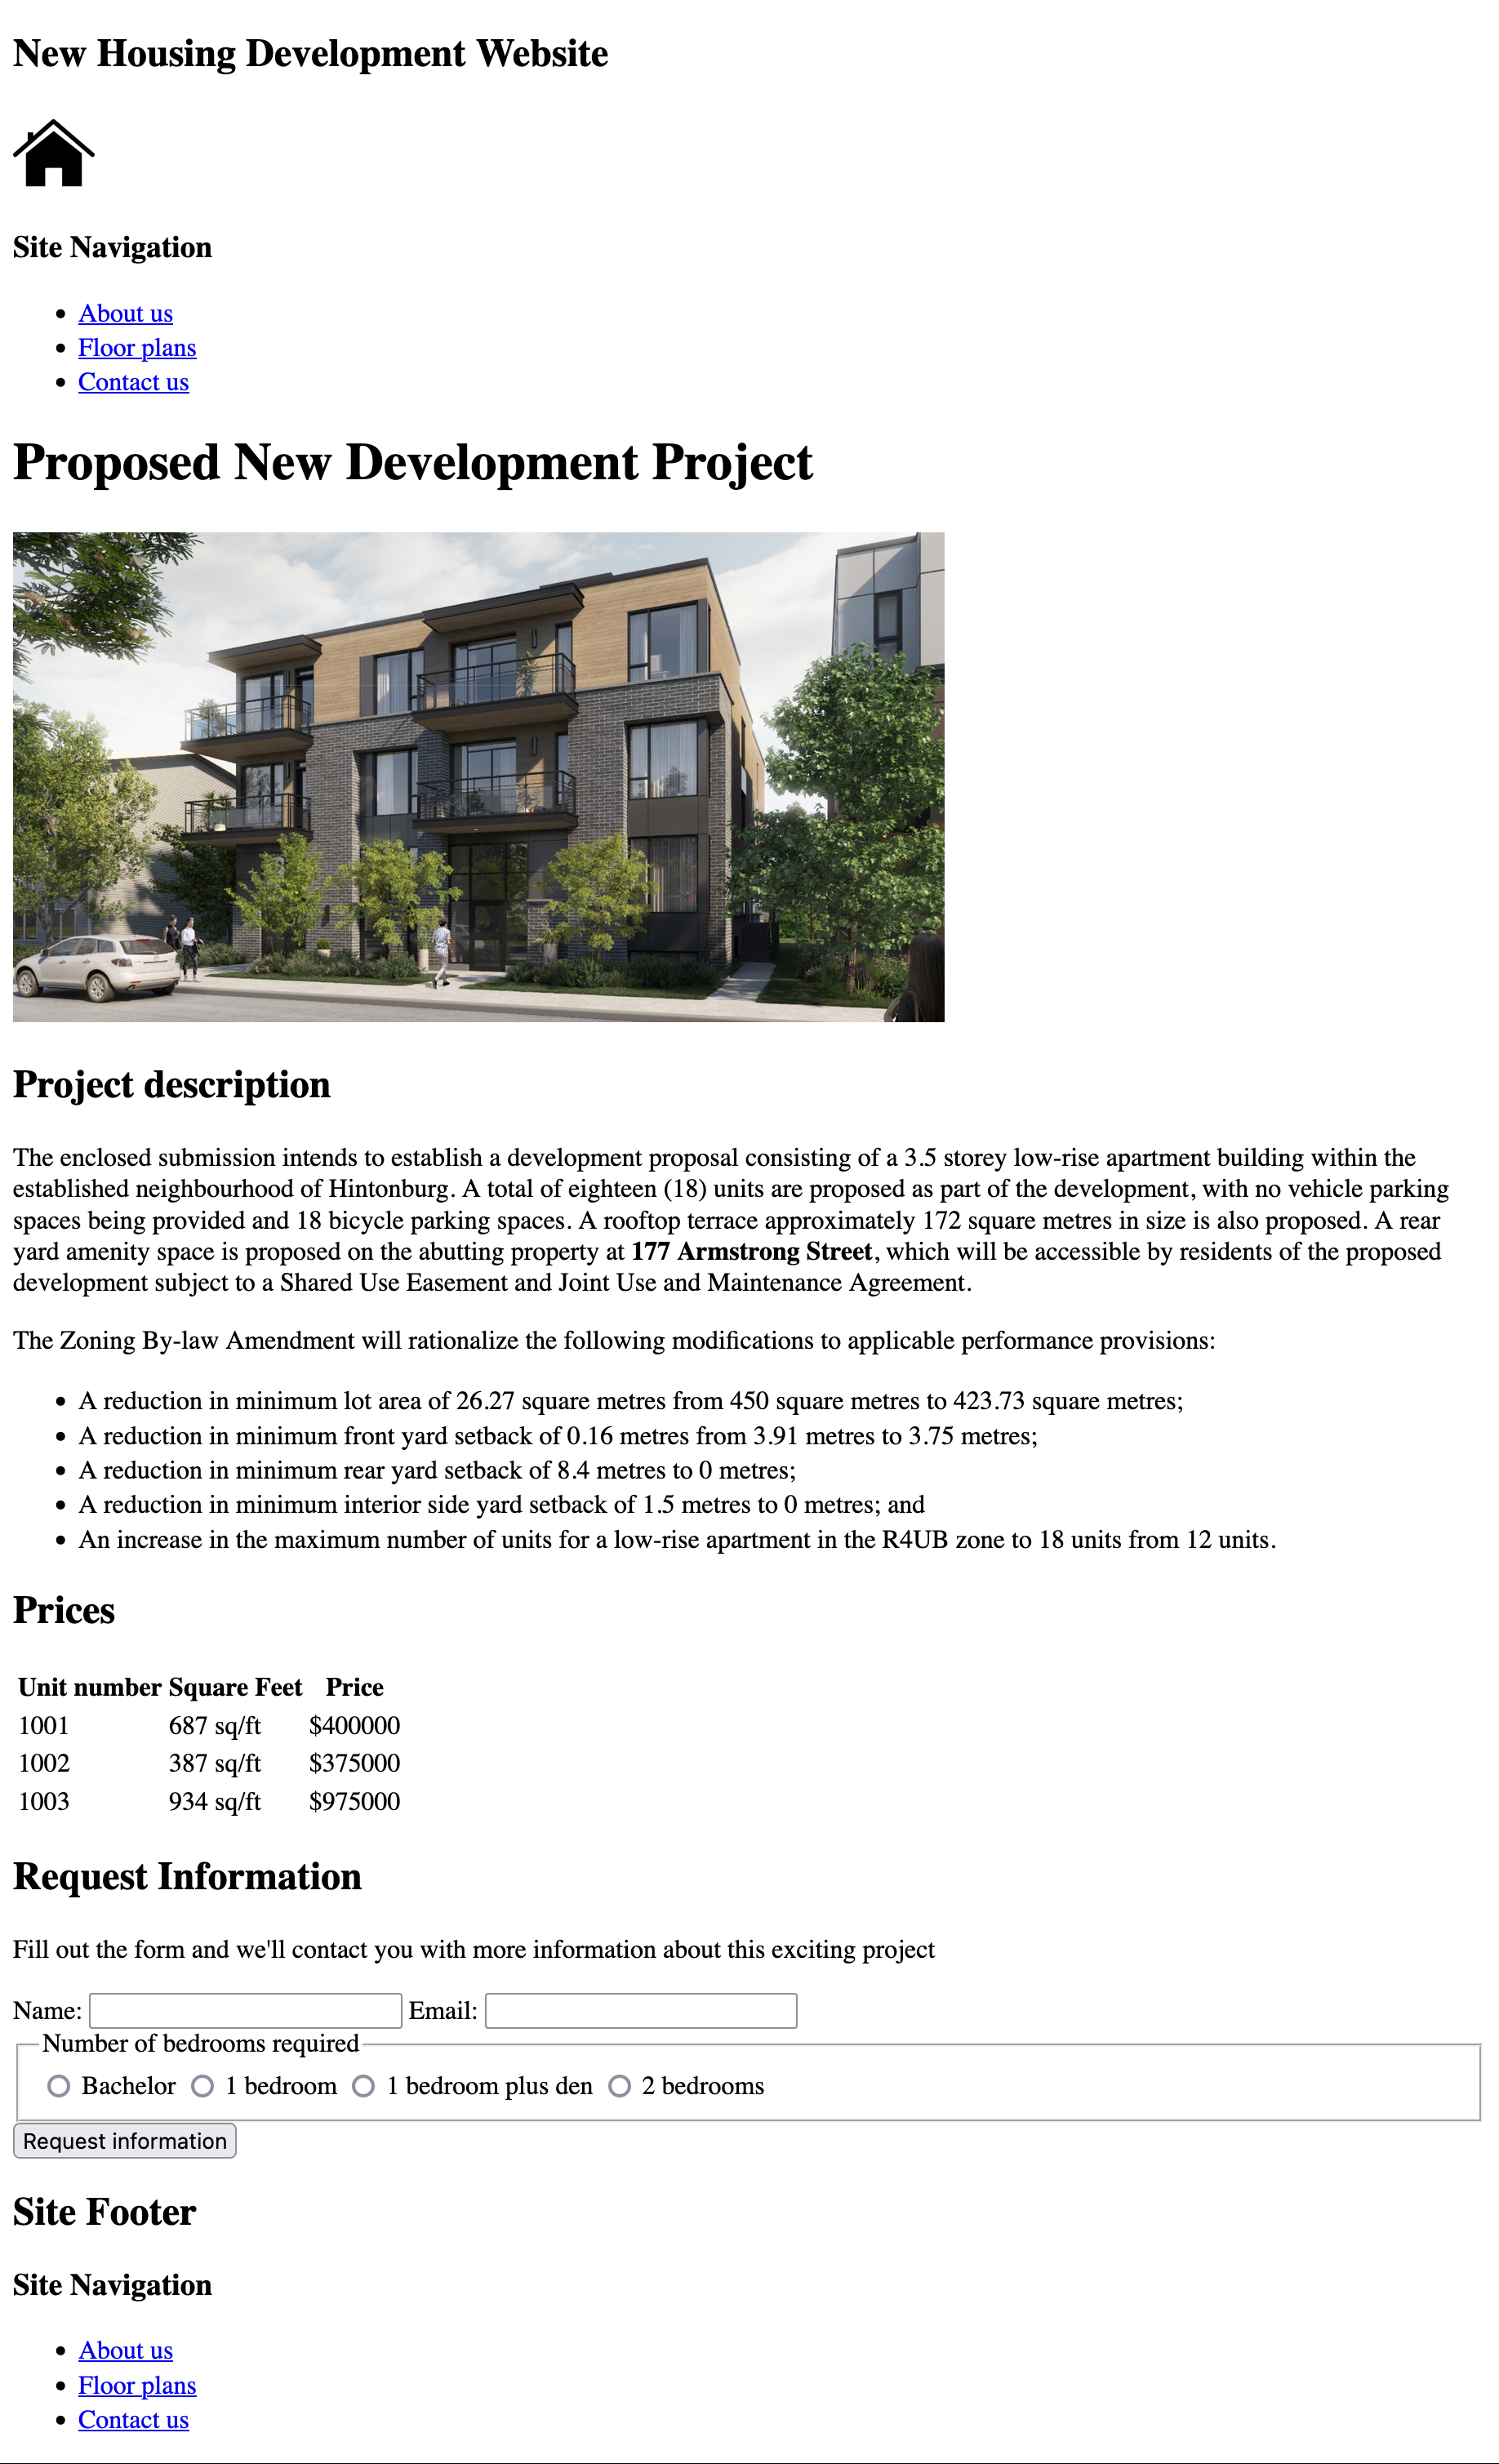 New Housing Development Website
Site Navigation
• About us
• Floor plans
• Contact us
Proposed New Development Project
Project description
The enclosed submission intends to establish a development proposal consisting of a 3.5 storey low-rise apartment building within the
established neighbourhood of Hintonburg. A total of eighteen (18) units are proposed as part of the development, with no vehicle parking
spaces being provided and 18 bicycle parking spaces. A rooftop terrace approximately 172 square metres in size is also proposed. A rear
yard amenity space is proposed on the abutting property at 177 Armstrong Street, which will be accessible by residents of the proposed
development subject to a Shared Use Easement and Joint Use and Maintenance Agreement.
The Zoning By-law Amendment will rationalize the following modifications to applicable performance provisions:
• A reduction in minimum lot area of 26.27 square metres from 450 square metres to 423.73 square metres;
• A reduction in minimum front yard setback of 0.16 metres from 3.91 metres to 3.75 metres;
• A reduction in minimum rear yard setback of 8.4 metres to 0 metres;
• A reduction in minimum interior side yard setback of 1.5 metres to 0 metres; and
• An increase in the maximum number of units for a low-rise apartment in the R4UB zone to 18 units from 12 units.
Prices
Unit number Square Feet Price
1001 687 sq/ft $400000
1002 387 sq/ft $375000
1003 934 sq/ft $975000
Request Information
Fill out the form and we'll contact you with more information about this exciting project
Name: Email:
Number of bedrooms required
Bachelor 1 bedroom 1 bedroom plus den 2 bedrooms
Request information
Site Footer
Site Navigation
• About us
• Floor plans
• Contact us